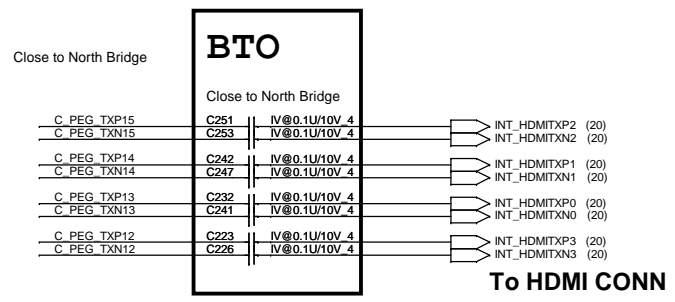 BTO
Close to North Bridge
Close to North Bridge
C_PEG_TXP15 C251 IV@0.1U/10V_4 INT_HDMITXP2 (20)
C_PEG_TXN15 C253 IV@0.1U/10V_4 INT_HDMITXN2 (20)
C_PEG_TXP14 C242 IV@0.1U/10V_4 INT_HDMITXP1 (20)
C_PEG_TXN14 C247 IV@0.1U/10V_4 INT_HDMITXN1 (20)
C_PEG_TXP13 C232 IV@0.1U/10V_4 INT_HDMITXP0 (20)
C_PEG_TXN13 C241 IV@0.1U/10V_4 INT_HDMITXN0 (20)
C_PEG_TXP12 C223 IV@0.1U/10V_4 INT_HDMITXP3 (20)
C_PEG_TXN12 C226 IV@0.1U/10V_4 INT_HDMITXN3 (20)
To HDMI CONN